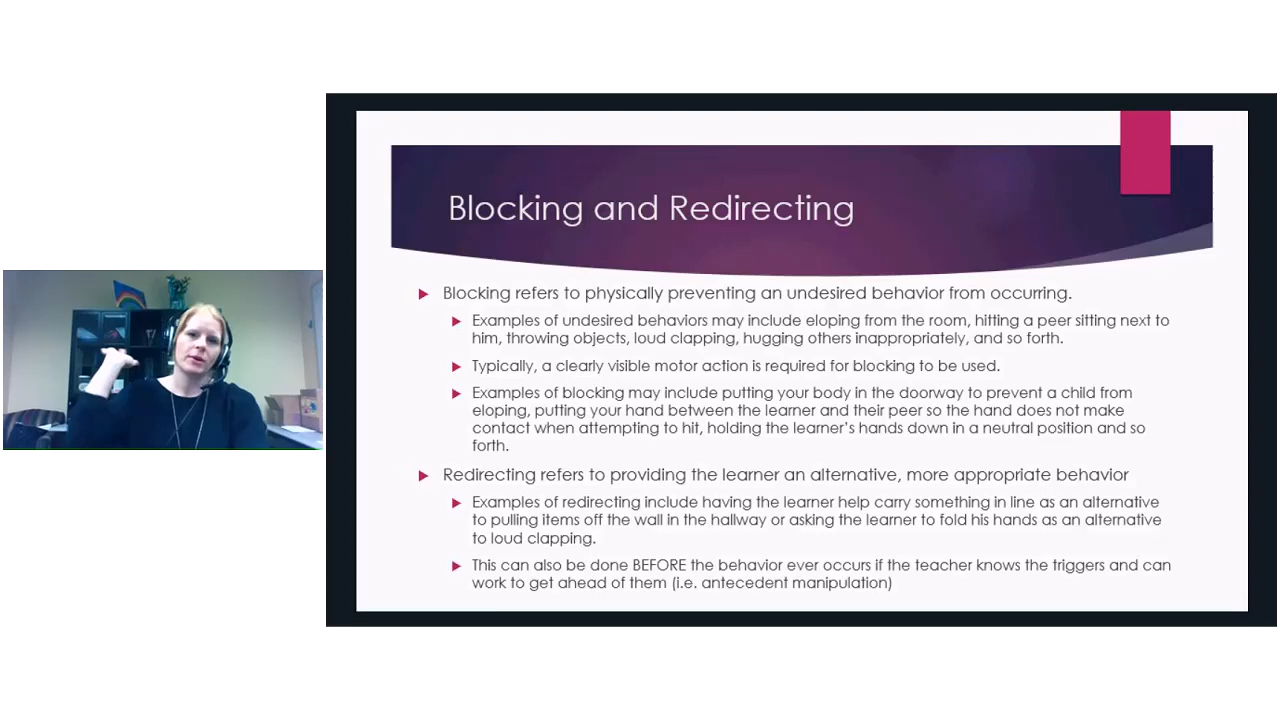 Blocking and Redirecting
Blocking refers to physically preventing an undesired behavior from occurring.
Examples of undesired behaviors may include eloping from the room, hitting a peer sitting next to
him, throwing objects, loud clapping, hugging others inappropriately, and so forth.
Typically, a clearly visible motor action is required for blocking to be used.
Examples of blocking may include putting your body in the doorway to prevent a child from
eloping, putting your hand between the learner and their peer so the hand does not make
contact when attempting to hit, holding the learner's hands down in a neutral position and so
forth.
Redirecting refers to providing the learner an alternative, more appropriate behavior
Examples of redirecting include having the learner help carry something in line as an alternative
to pulling items off the wall in the hallway or asking the learner to fold his hands as an alternative
to loud clapping.
This can also be done BEFORE the behavior ever occurs if the teacher knows the triggers and can
work to get ahead of them (i.e. antecedent manipulation)